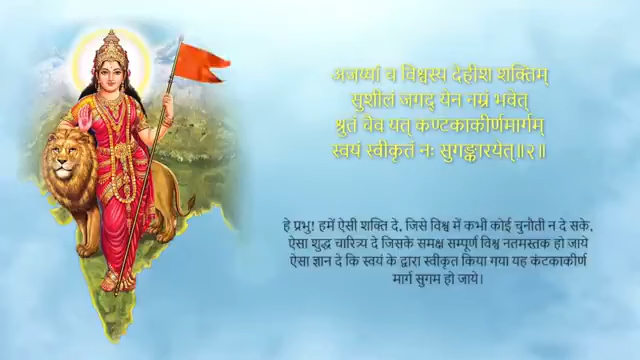 अजय्यां च विश्वस्य देहीश शक्तिम्
सुशीलं जगद् येन नम्रं भवेत्
श्रुतं चैव यत् कण्टकाकीर्णमार्गम्
स्वयं स्वीकृतं नः सुगङ्कारयेत्॥२॥
हे प्रभु! हमें ऐसी शक्ति दे, जिसे विश्व में कभी कोई चुनौती न दे सके,
ऐसा शुद्ध चारित्र्य दे जिसके समक्ष सम्पूर्ण विश्व नतमस्तक हो जाये
ऐसा ज्ञान दे कि स्वयं के द्वारा स्वीकृत किया गया यह कंटकाकीर्ण
मार्ग सुगम हो जाये।